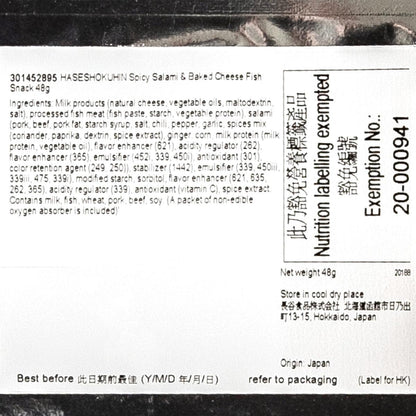 301452895 HASESHOKUHIN Spicy Salami & Baked Cheese Fish
Snack 48g
Ingredients: Milk products (natural cheese, vegetable oils, maltodextrin,
salt), processed fish meat (fish paste, starch, vegetable protein), salami
(pork, beef, pork fat, starch syrup, salt, chili, pepper, garlic, spices mix
(coriander, paprika, dextrin, spice extract), ginger, corn, milk protein (milk
protein, vegetable oil), flavor enhancer (621), acidity regulator (262),
flavor enhancer (365), emulsifier (452i, 339, 450i), antioxidant (301),
color retention agent (249, 250)), stabilizer (1442), emulsifier (339, 450iii,
339iii, 475, 339i), modified starch, sorbitol, flavor enhancer (621, 635,
262, 365), acidity regulator (339), antioxidant (vitamin C), spice extract.
Contains milk, fish, wheat, pork, beef, soy. (A packet of non-edible
oxygen absorber is included)
此乃豁免營養標籤產品
Nutrition labelling exempted
豁免編號
Exemption No.:
20-000941
Net weight 48g
20188
Store in cool dry place
長谷食品株式会社 北海道函館市日乃出
町13-15, Hokkaido, Japan
Origin: Japan
Best before 此日期前最佳 (Y/M/D 年/月/日)
refer to packaging
(Label for HK)